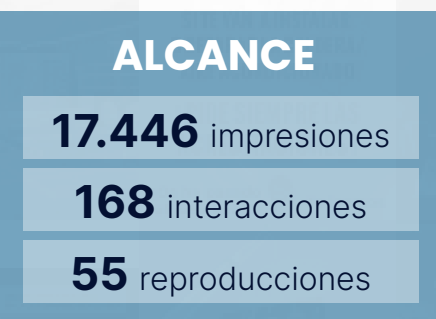 ALCANCE
17.446 impresiones
168 interacciones
55 reproducciones